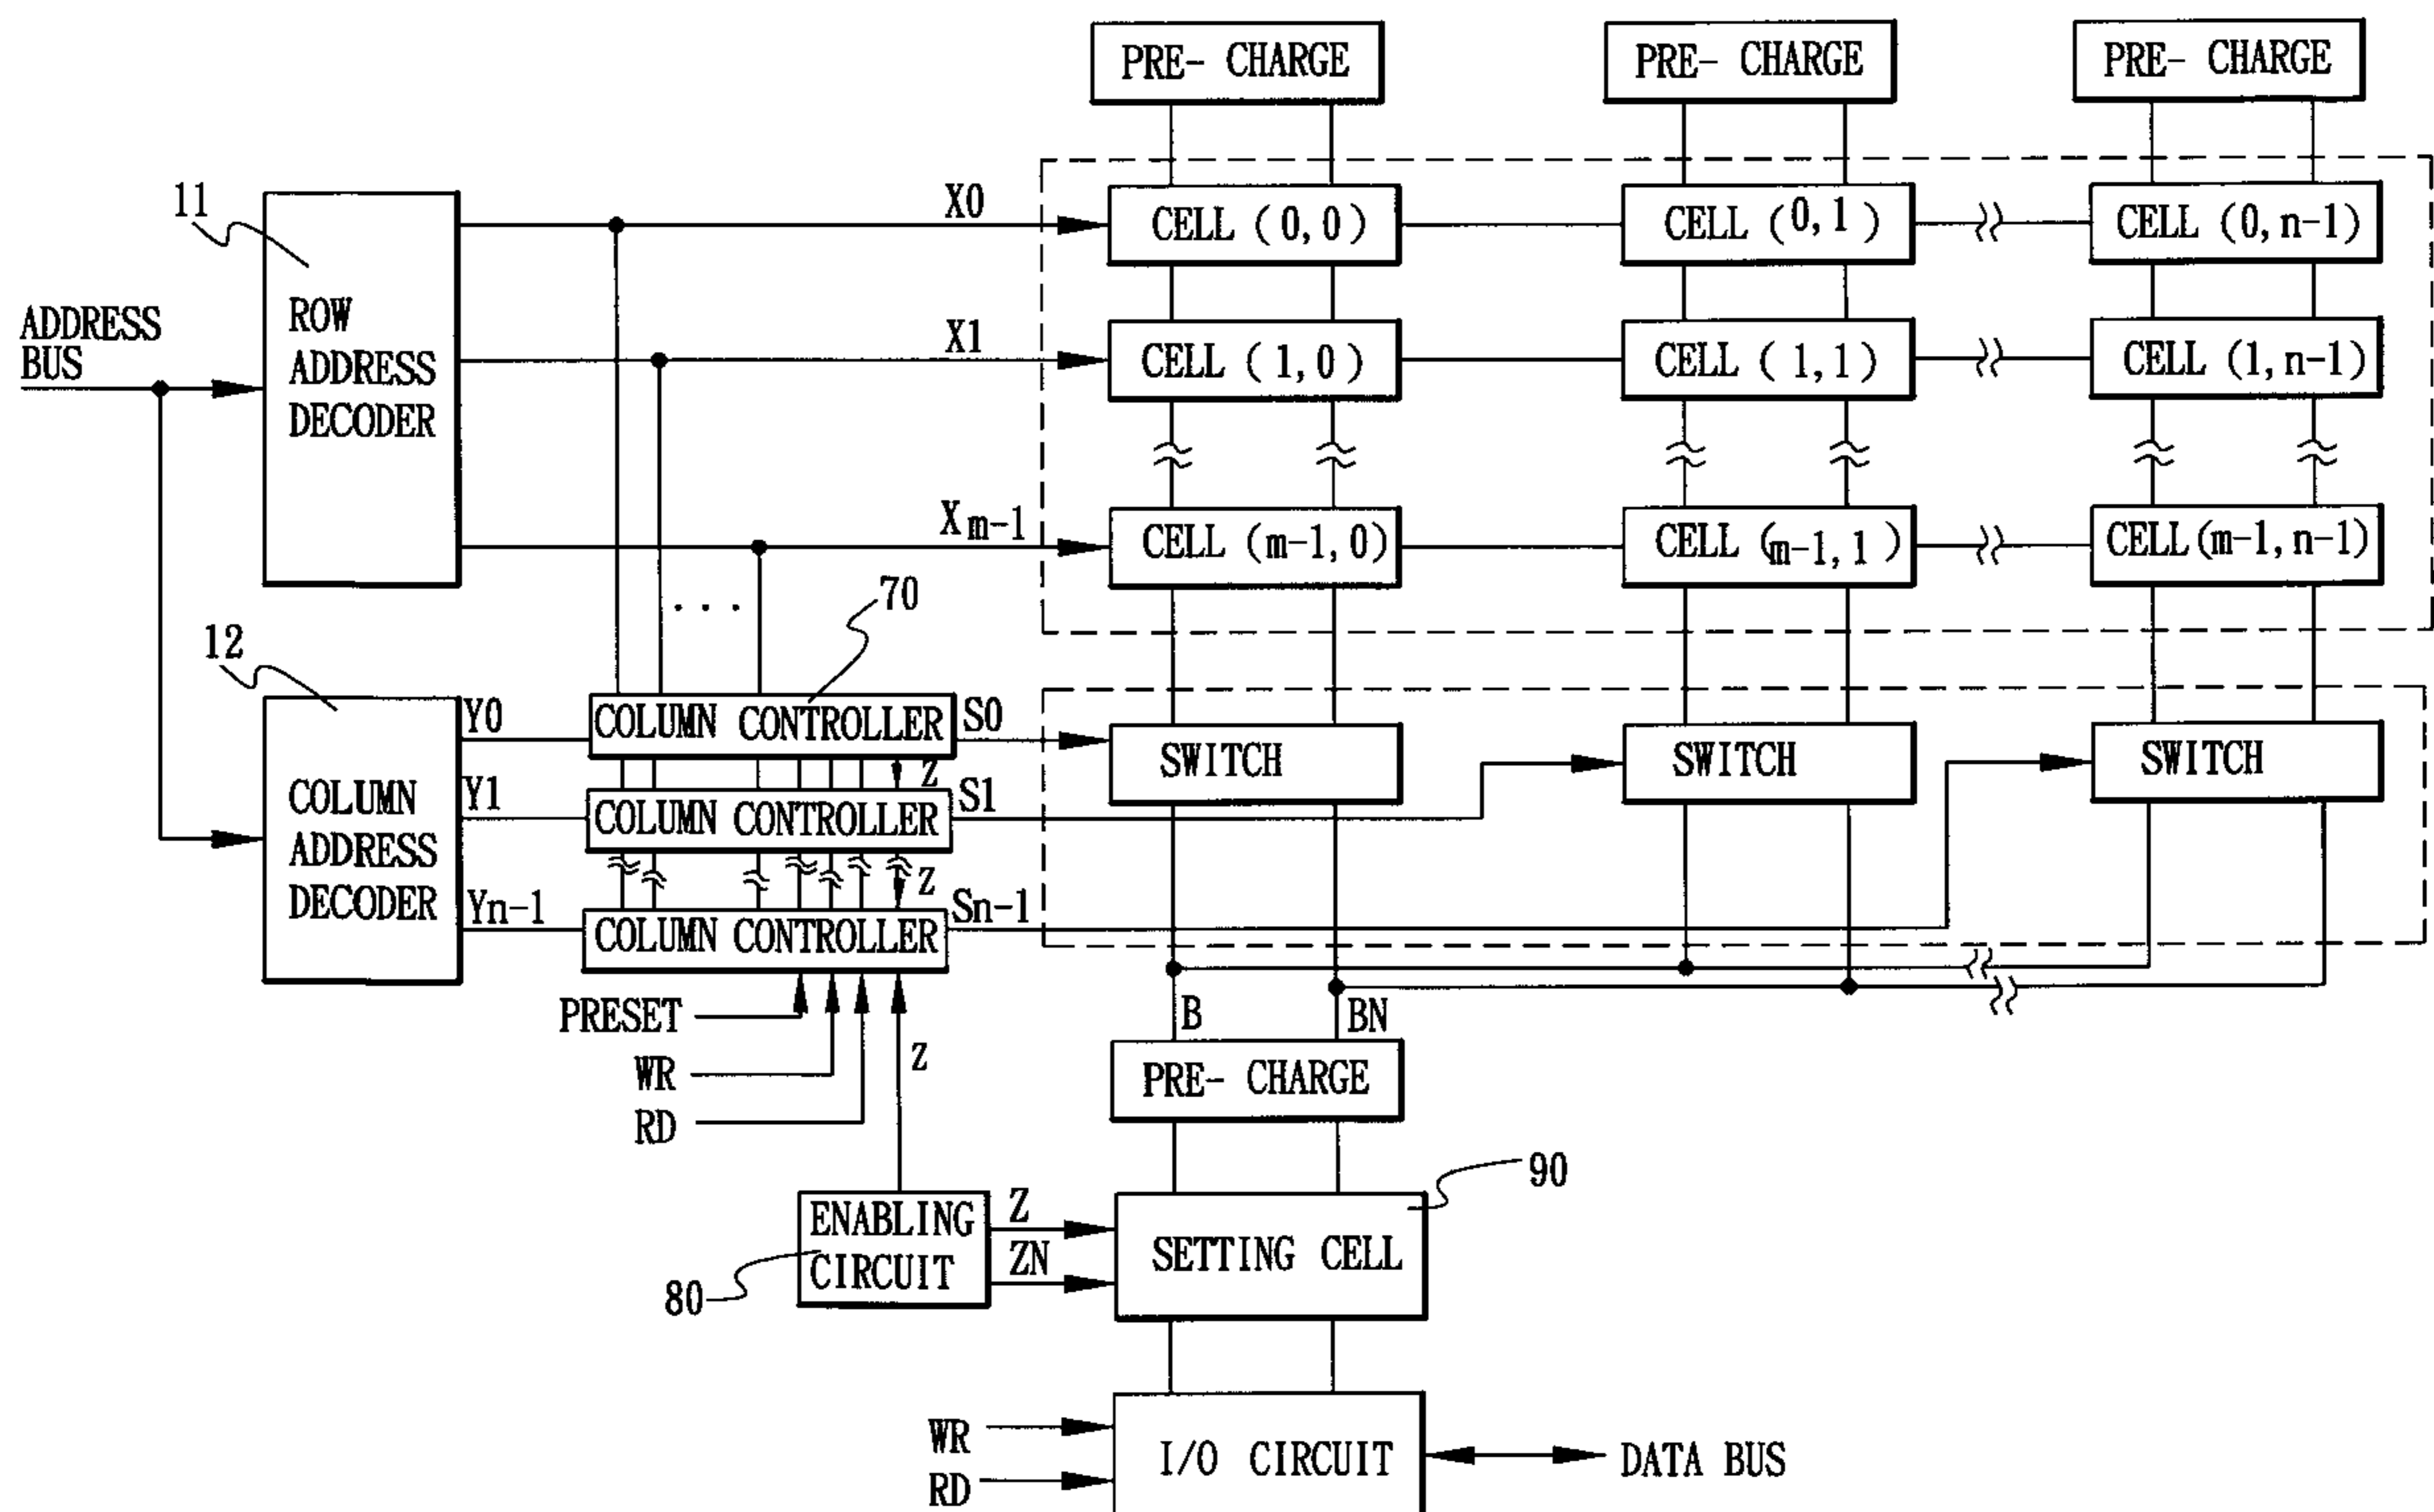 PRE- CHARGE PRE- CHARGE PRE- CHARGE
11
X0
CELL (0,0) CELL (0,1) CELL (0,n-1)
ADDRESS
BUS
ROW
ADDRESS
DECODER
X1
CELL (1,0) CELL (1,1) CELL (1,n-1)
Xm-1
CELL (m-1,0) CELL (m-1,1) CELL(m-1,n-1)
...
70
12
Y0
COLUMN CONTROLLER
S0
SWITCH SWITCH SWITCH
Z
COLUMN
ADDRESS
DECODER
Y1
COLUMN CONTROLLER
S1
Z
Yn-1
COLUMN CONTROLLER
Sn-1
PRESET
WR
RD
Z
B BN
PRE- CHARGE
90
ENABLING
CIRCUIT
80
Z
ZN
SETTING CELL
WR
RD
I/O CIRCUIT
DATA BUS